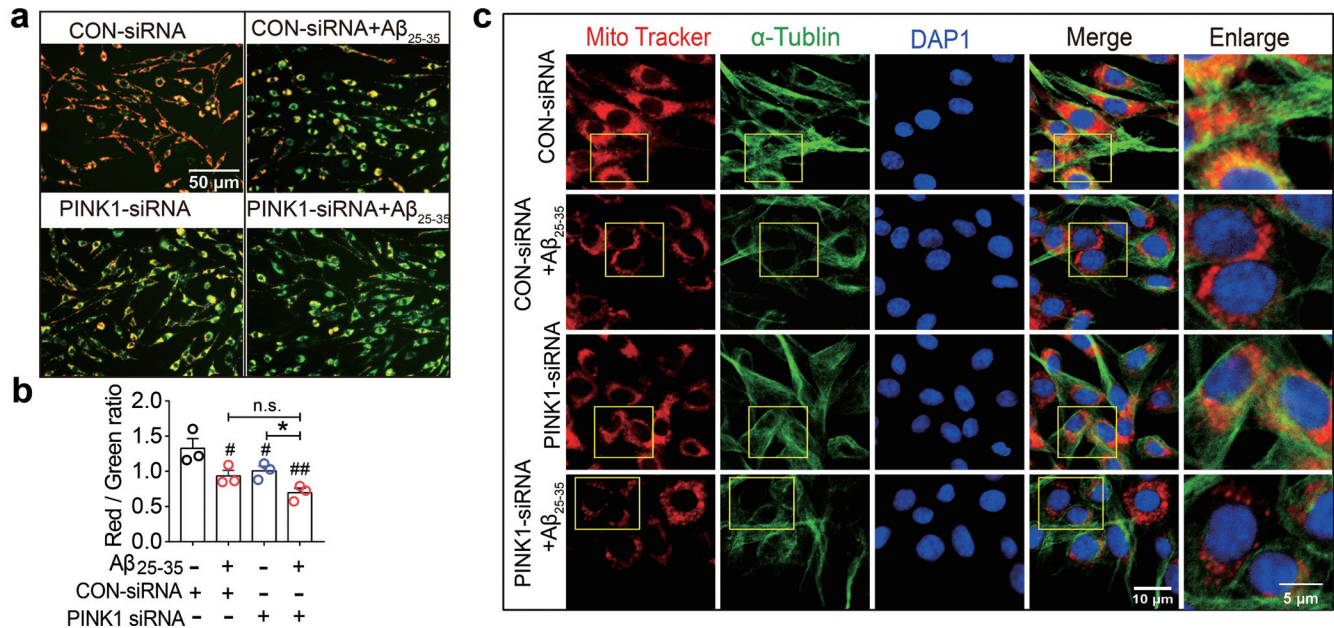 a
CON-siRNA
CON-siRNA+Aβ25-35
50 µm
PINK1-siRNA
PINK1-siRNA+Aβ25-35
b
Red / Green ratio
2.0
1.5
1.0
0.5
0.0
n.s.
*
# # ##
Aβ25-35 - + - +
CON-siRNA + + - -
PINK1 siRNA - - + +
c
Mito Tracker α-Tublin DAP1 Merge Enlarge
CON-siRNA
CON-siRNA
+Aβ25-35
PINK1-siRNA
PINK1-siRNA
+Aβ25-35
10 µm
5 µm